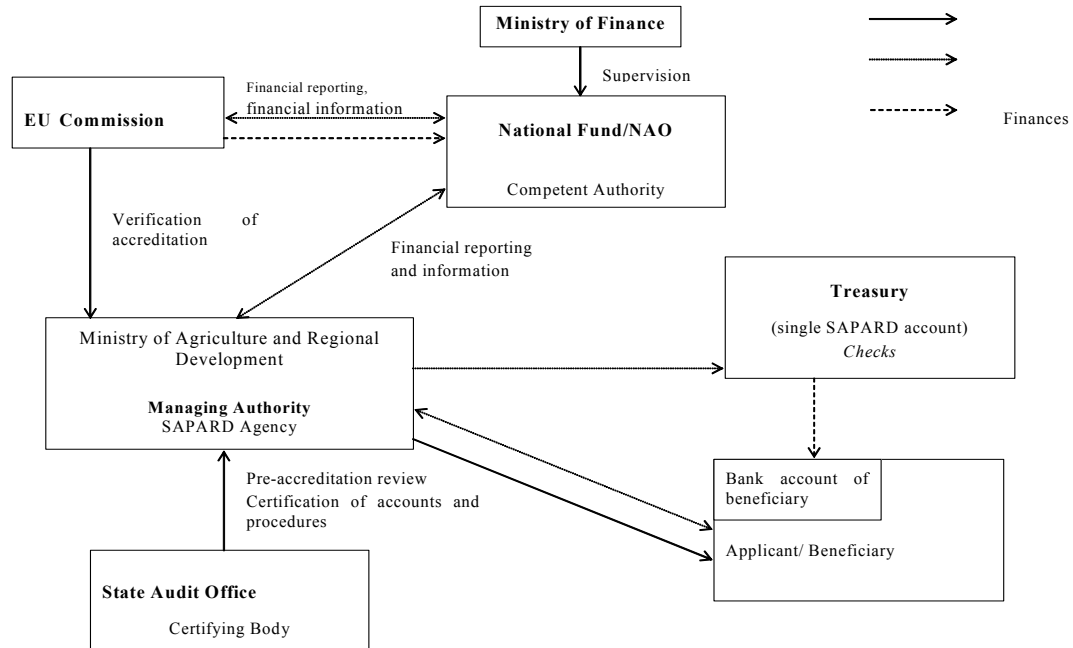 Ministry of Finance
Supervision
Financial reporting,
financial information
EU Commission
National Fund/NAO
Competent Authority
Finances
Verification of
accreditation
Financial reporting
and information
Treasury
(single SAPARD account)
Checks
Ministry of Agriculture and Regional
Development
Managing Authority
SAPARD Agency
Pre-accreditation review
Certification of accounts and
procedures
Bank account of
beneficiary
Applicant/ Beneficiary
State Audit Office
Certifying Body